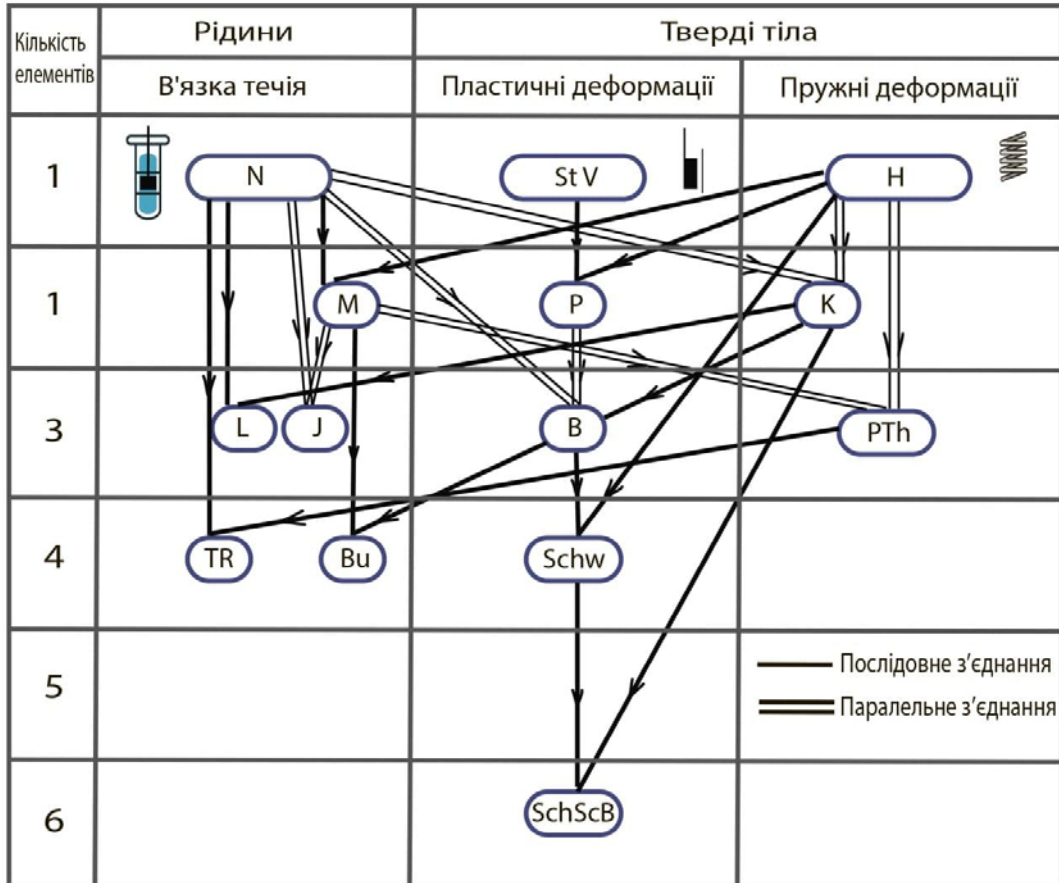 Кількість
елементів
Рідини
Тверді тіла
В'язка течія
Пластичні деформації
Пружні деформації
1
N
St V
H
1
M
P
K
3
L
J
B
PTh
4
TR
Bu
Schw
5
Послідовне з’єднання
Паралельне з’єднання
6
SchScB